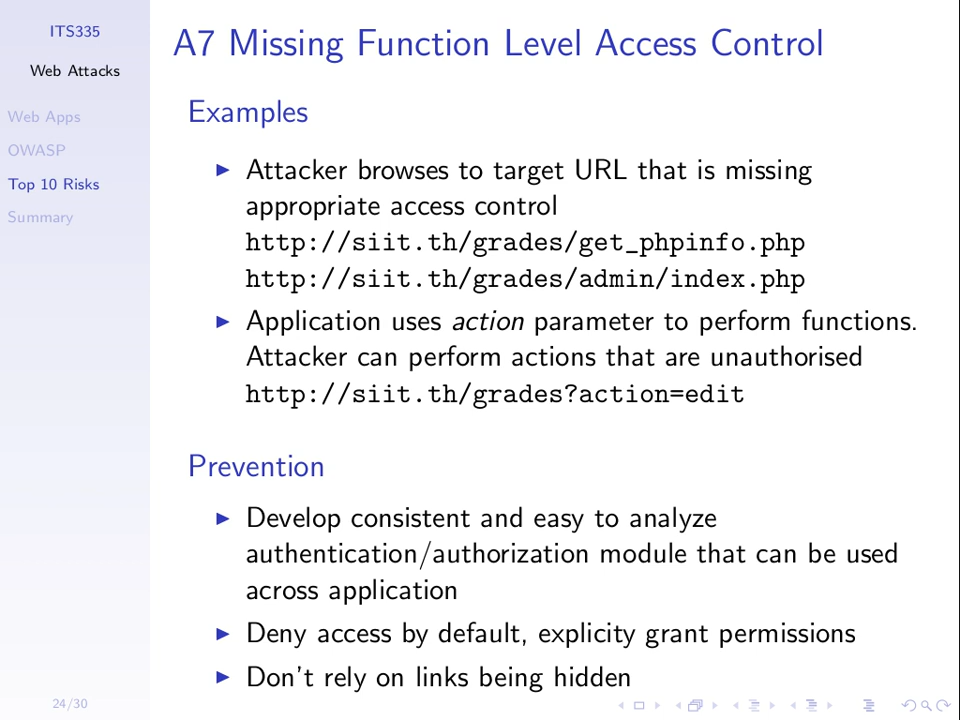 ITS335
Web Attacks
Web Apps
OWASP
Top 10 Risks
Summary
24/30
A7 Missing Function Level Access Control
Examples
Attacker browses to target URL that is missing
appropriate access control
http://siit.th/grades/get_phpinfo.php
http://siit.th/grades/admin/index.php
Application uses action parameter to perform functions.
Attacker can perform actions that are unauthorised
http://siit.th/grades?action=edit
Prevention
Develop consistent and easy to analyze
authentication/authorization module that can be used
across application
Deny access by default, explicity grant permissions
Don't rely on links being hidden